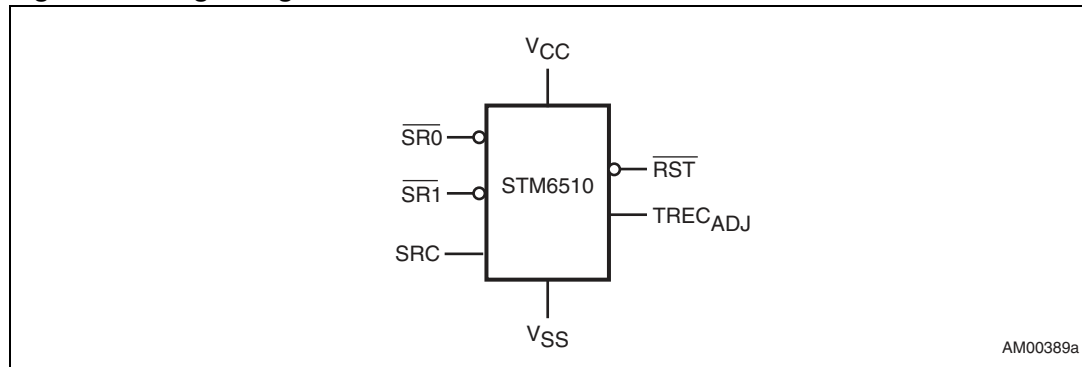 VCC
SR0
SR1
SRC
STM6510
RST
TRECADJ
VSS
AM00389a